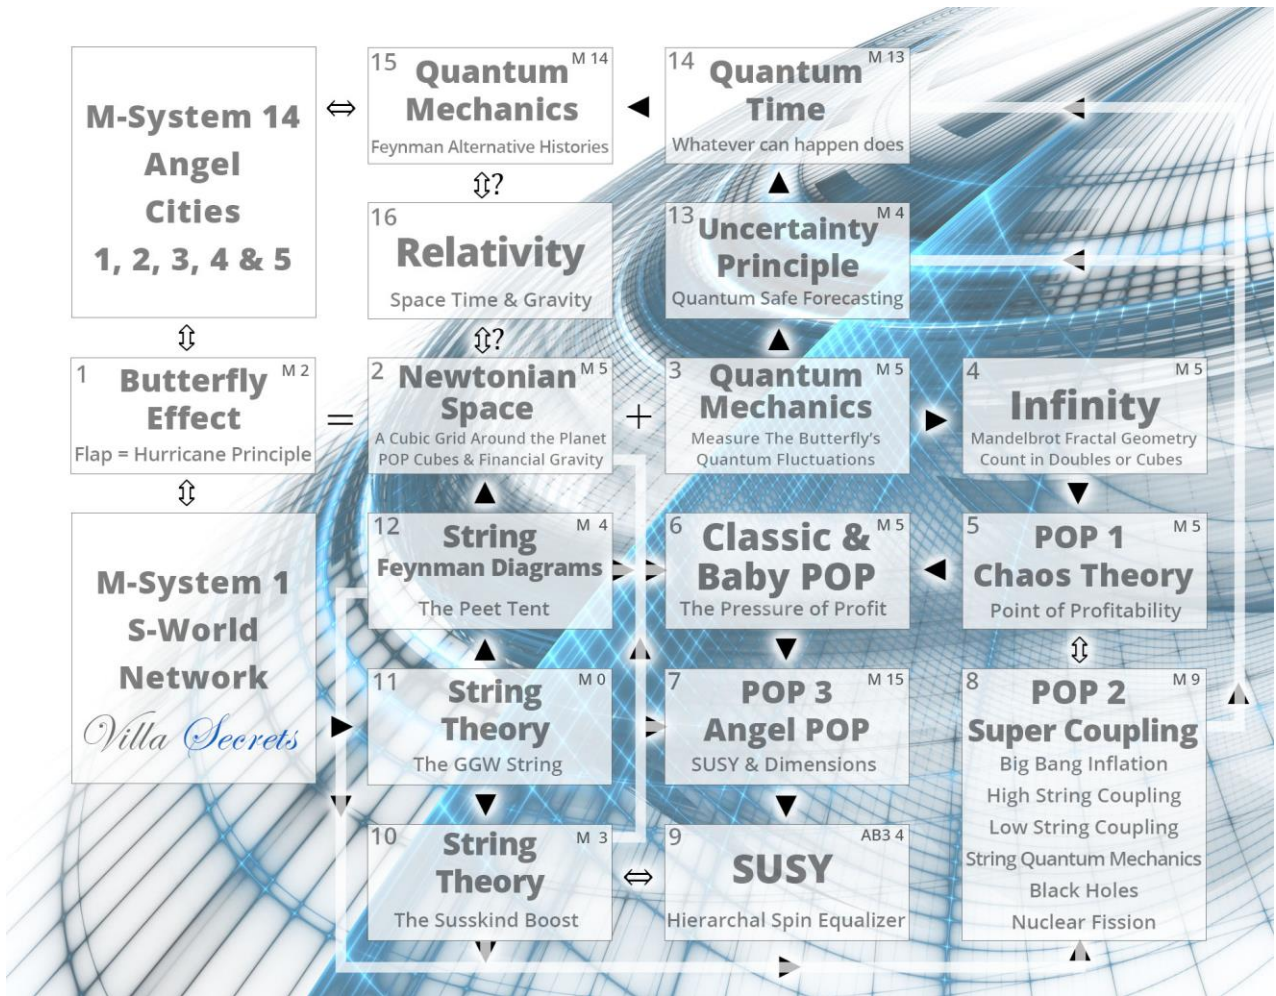 M-System 14
Angel
Cities
1, 2, 3, 4 & 5
15
M 14
Quantum
Mechanics
Feynman Alternative Histories
14
M 13
Quantum
Time
Whatever can happen does
?
16
Relativity
Space Time & Gravity
13
M 4
Uncertainty
Principle
Quantum Safe Forecasting
?
1
M 2
Butterfly
Effect
Flap = Hurricane Principle
=
2
M 5
Newtonian
Space
A Cubic Grid Around the Planet
POP Cubes & Financial Gravity
+
3
M 5
Quantum
Mechanics
Measure The Butterfly's
Quantum Fluctuations
4
M 5
Infinity
Mandelbrot Fractal Geometry
Count in Doubles or Cubes
M-System 1
S-World
Network
Villa Secrets
12
M 4
String
Feynman Diagrams
The Peet Tent
6
M 5
Classic &
Baby POP
The Pressure of Profit
5
M 5
POP 1
Chaos Theory
Point of Profitability
11
M 0
String
Theory
The GGW String
7
M 15
POP 3
Angel POP
SUSY & Dimensions
8
M 9
POP 2
Super Coupling
Big Bang Inflation
High String Coupling
Low String Coupling
String Quantum Mechanics
Black Holes
Nuclear Fission
10
M 3
String
Theory
The Susskind Boost
9
AB3 4
SUSY
Hierarchal Spin Equalizer